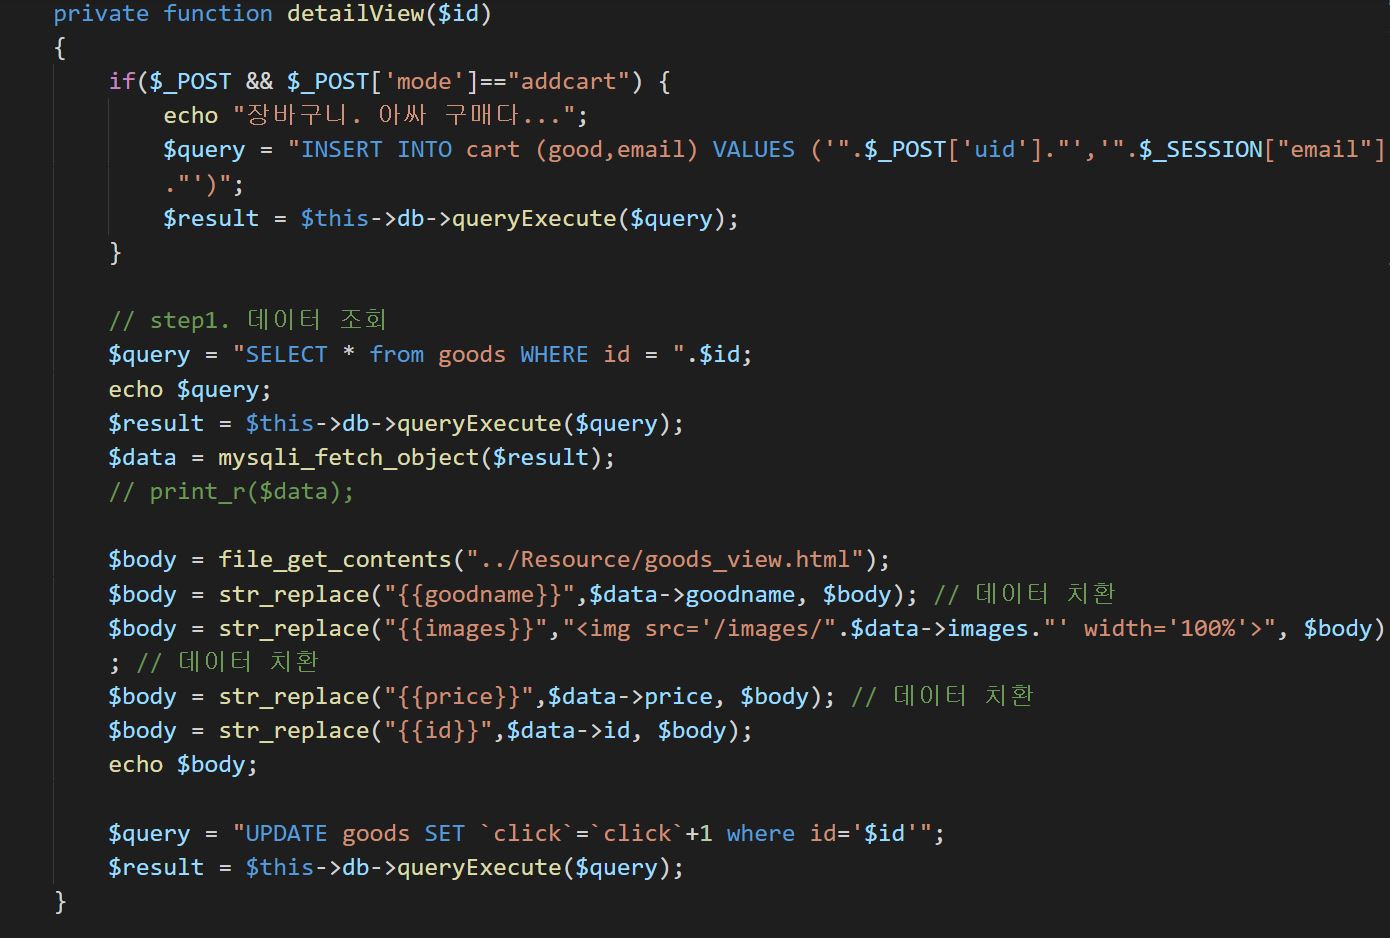 private function detailView($id)
{
if($_POST && $_POST['mode']=="addcart") {
echo "장바구니. 아싸 구매다...";
$query = "INSERT INTO cart (good,email) VALUES ('".$_POST['uid']."','".$_SESSION["email"]
."')";
$result = $this->db->queryExecute($query);
}
// step1. 데이터 조회
$query = "SELECT * from goods WHERE id = ".$id;
echo $query;
$result = $this->db->queryExecute($query);
$data = mysqli_fetch_object($result);
// print_r($data);
$body = file_get_contents("../Resource/goods_view.html");
$body = str_replace("{{goodname}}",$data->goodname, $body); // 데이터 치환
$body = str_replace("{{images}}","<img src='/images/".$data->images."' width='100%'>", $body)
; // 데이터 치환
$body = str_replace("{{price}}",$data->price, $body); // 데이터 치환
$body = str_replace("{{id}}",$data->id, $body);
echo $body;
$query = "UPDATE goods SET `click`=`click`+1 where id='$id'";
$result = $this->db->queryExecute($query);
}